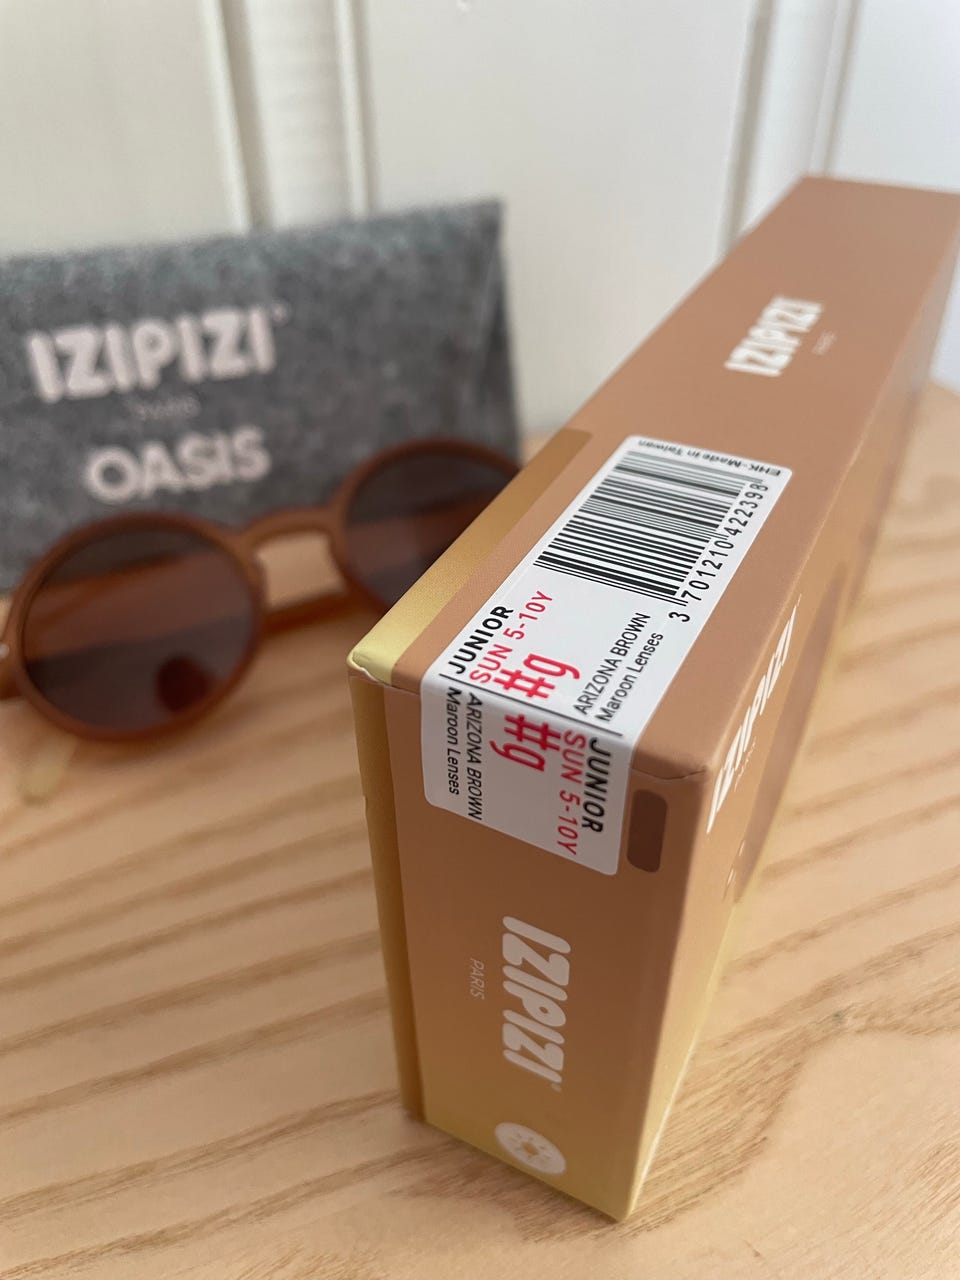 IZIPIZI
PARIS
OASIS
IZIPIZI
PARIS
EHK-Made in Taiwan
3 701210 422398
JUNIOR
SUN 5-10Y
#g
ARIZONA BROWN
Maroon Lenses
JUNIOR
SUN 5-10Y
#g
ARIZONA BROWN
Maroon Lenses
IZIPIZI
IZIPIZI
PARIS